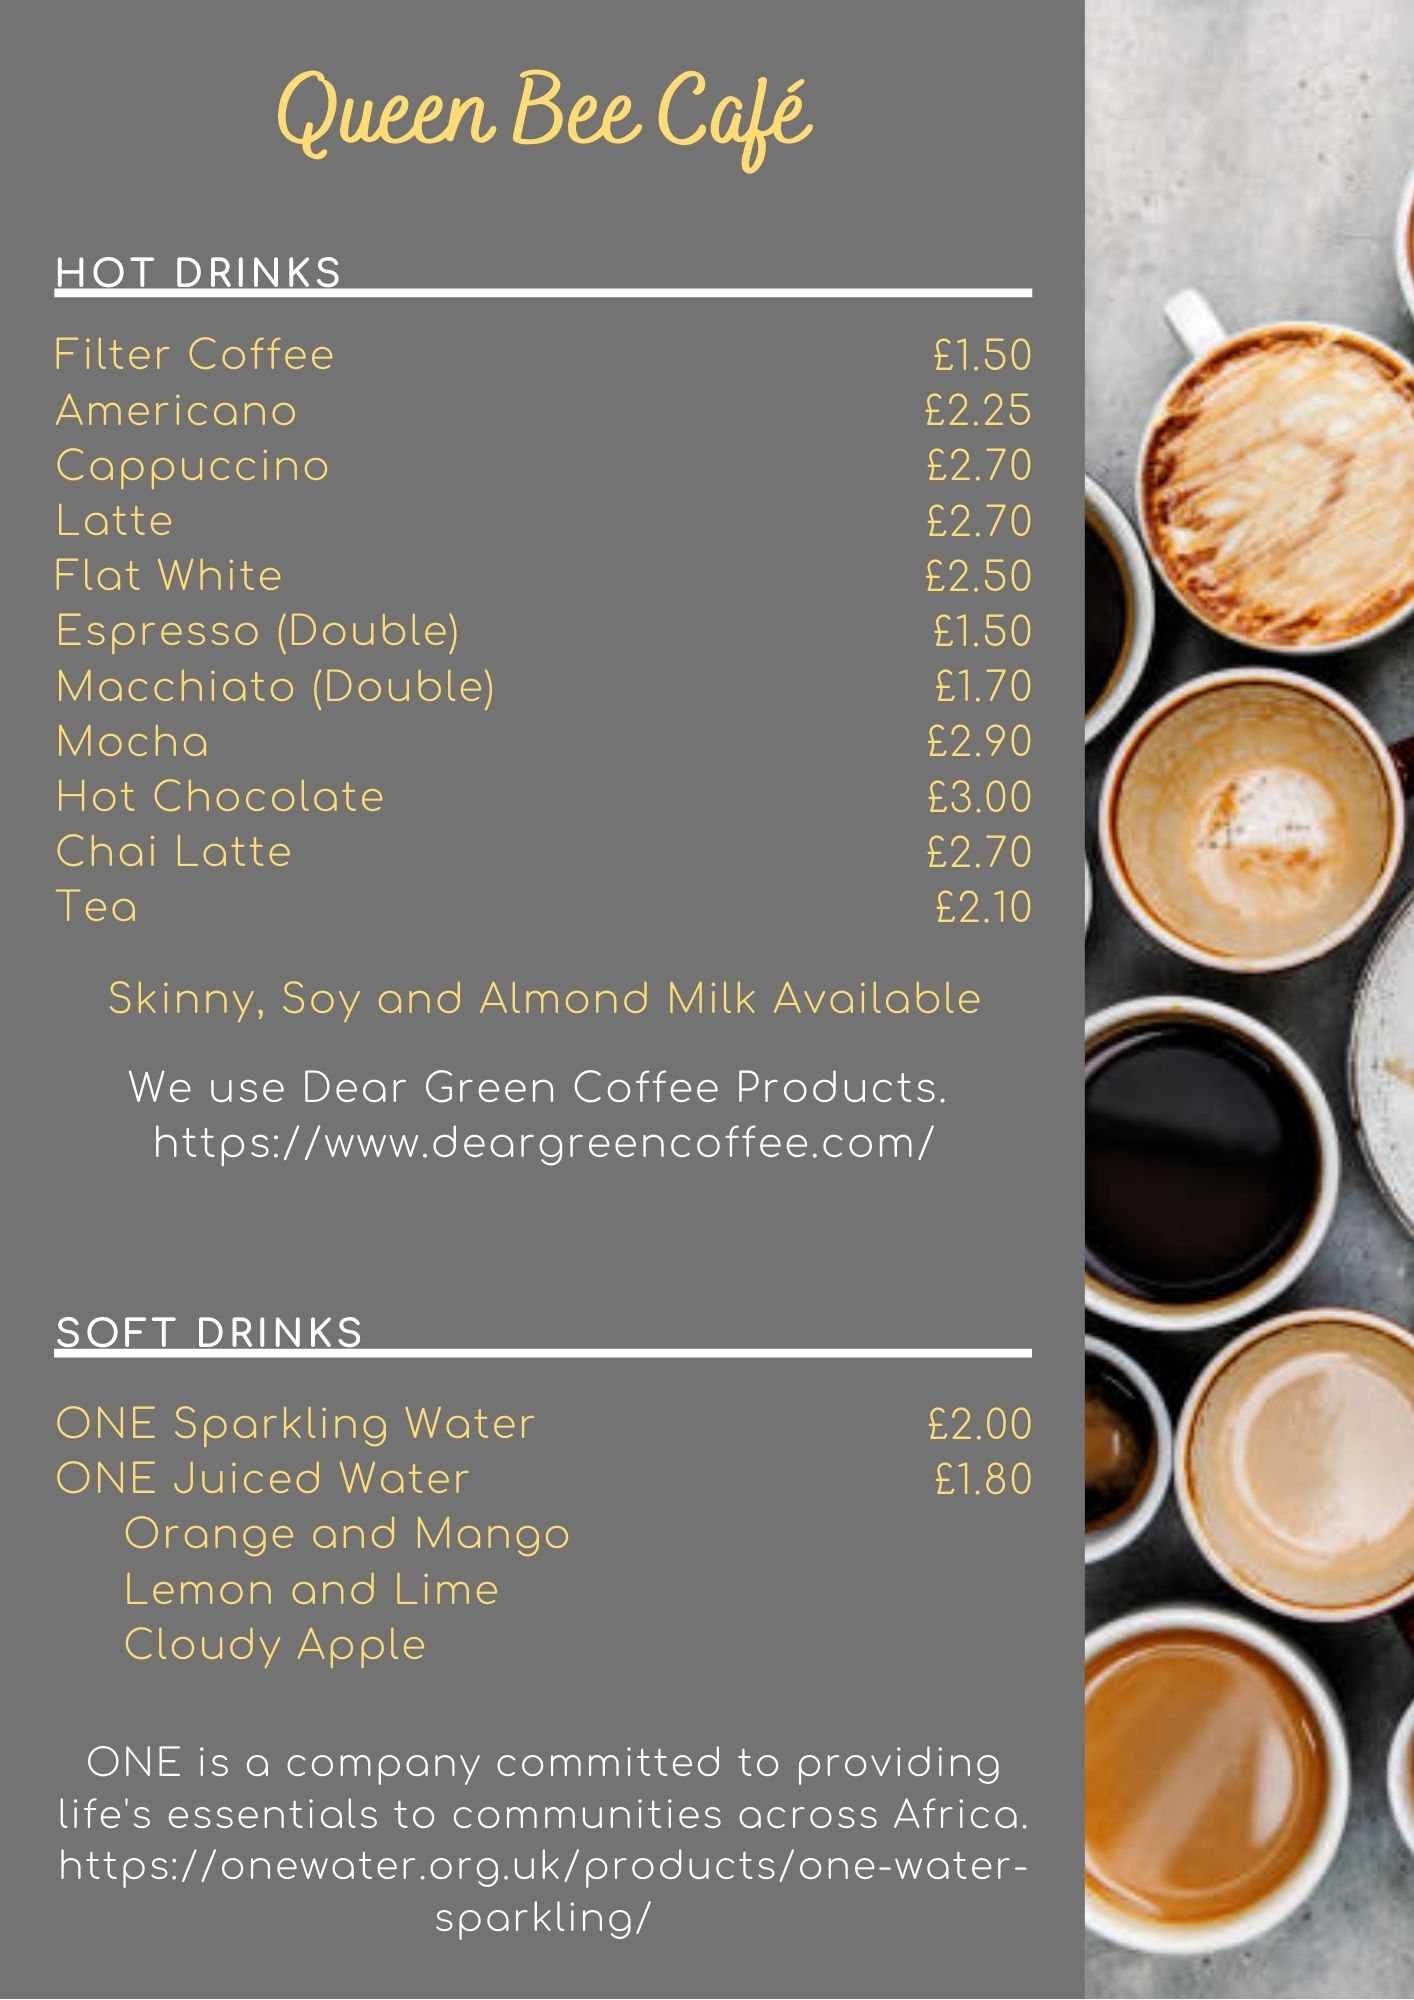 Queen Bee Café
HOT DRINKS
Filter Coffee £1.50
Americano £2.25
Cappuccino £2.70
Latte £2.70
Flat White £2.50
Espresso (Double) £1.50
Macchiato (Double) £1.70
Mocha £2.90
Hot Chocolate £3.00
Chai Latte £2.70
Tea £2.10
Skinny, Soy and Almond Milk Available
We use Dear Green Coffee Products.
https://www.deargreencoffee.com/
SOFT DRINKS
ONE Sparkling Water £2.00
ONE Juiced Water £1.80
Orange and Mango
Lemon and Lime
Cloudy Apple
ONE is a company committed to providing
life's essentials to communities across Africa.
https://onewater.org.uk/products/one-water-
sparkling/